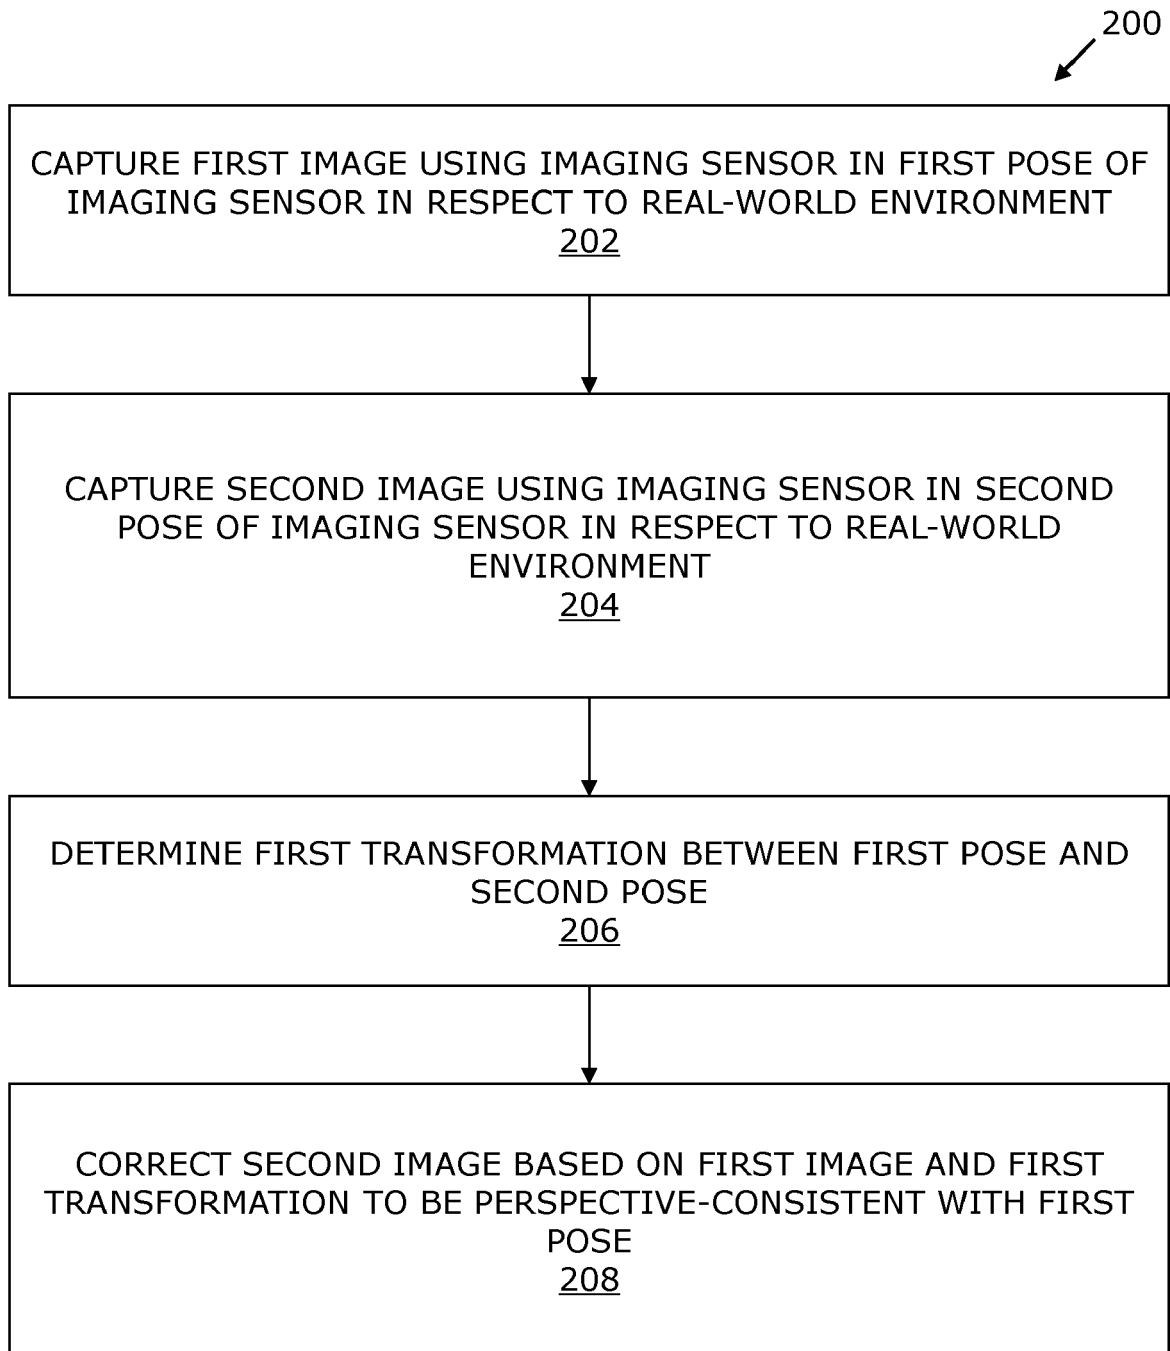 200
CAPTURE FIRST IMAGE USING IMAGING SENSOR IN FIRST POSE OF
IMAGING SENSOR IN RESPECT TO REAL-WORLD ENVIRONMENT
202
CAPTURE SECOND IMAGE USING IMAGING SENSOR IN SECOND
POSE OF IMAGING SENSOR IN RESPECT TO REAL-WORLD
ENVIRONMENT
204
DETERMINE FIRST TRANSFORMATION BETWEEN FIRST POSE AND
SECOND POSE
206
CORRECT SECOND IMAGE BASED ON FIRST IMAGE AND FIRST
TRANSFORMATION TO BE PERSPECTIVE-CONSISTENT WITH FIRST
POSE
208